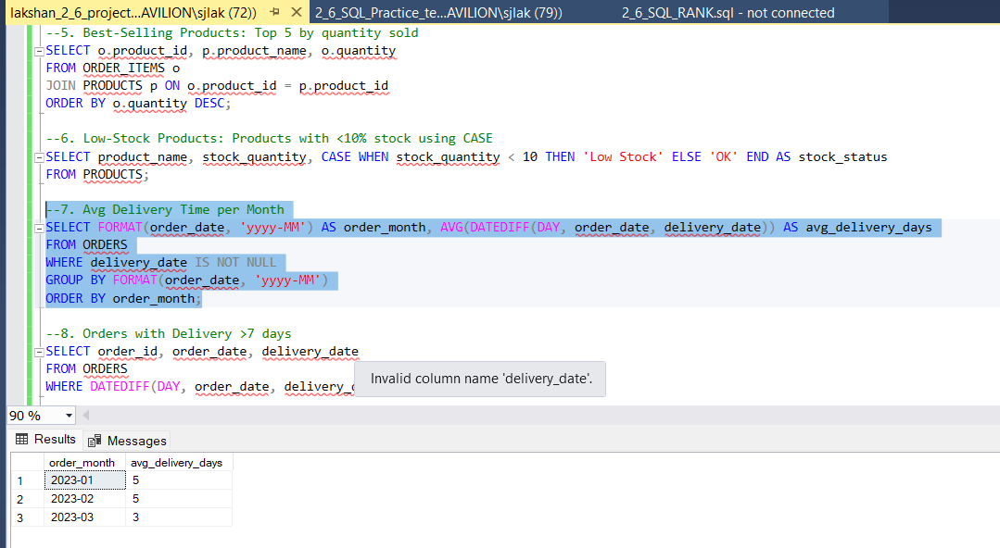 lakshan_2_6_project...AVILION\sjlak (72)) 2_6_SQL_Practice_te...AVILION\sjlak (79)) 2_6_SQL_RANK.sql - not connected
--5. Best-Selling Products: Top 5 by quantity sold
SELECT o.product_id, p.product_name, o.quantity
FROM ORDER_ITEMS o
JOIN PRODUCTS p ON o.product_id = p.product_id
ORDER BY o.quantity DESC;
--6. Low-Stock Products: Products with <10% stock using CASE
SELECT product_name, stock_quantity, CASE WHEN stock_quantity < 10 THEN 'Low Stock' ELSE 'OK' END AS stock_status
FROM PRODUCTS;
--7. Avg Delivery Time per Month
SELECT FORMAT(order_date, 'yyyy-MM') AS order_month, AVG(DATEDIFF(DAY, order_date, delivery_date)) AS avg_delivery_days
FROM ORDERS
WHERE delivery_date IS NOT NULL
GROUP BY FORMAT(order_date, 'yyyy-MM')
ORDER BY order_month;
--8. Orders with Delivery >7 days
SELECT order_id, order_date, delivery_date
FROM ORDERS
Invalid column name 'delivery_date'.
WHERE DATEDIFF(DAY, order_date, delivery_
90 %
Results Messages
order_month avg_delivery_days
1 2023-01 5
2 2023-02 5
3 2023-03 3